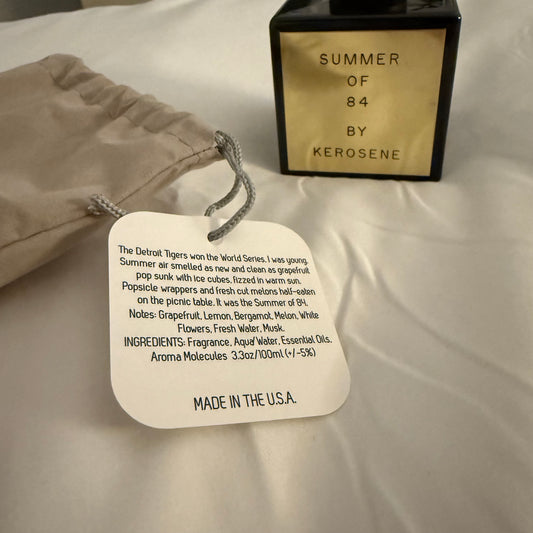 SUMMER
OF
84
BY
KEROSENE
The Detroit Tigers won the World Series. I was young.
Summer air smelled as new and clean as grapefruit
pop sunk with ice cubes, fizzed in warm sun.
Popsicle wrappers and fresh cut melons half-eaten
on the picnic table. It was the Summer of 84.
Notes: Grapefruit, Lemon, Bergamot, Melon, White
Flowers, Fresh Water, Musk.
INGREDIENTS: Fragrance, Aqua Water, Essential Oils,
Aroma Molecules 3.3oz/100ml (+/-5%)
MADE IN THE U.S.A.